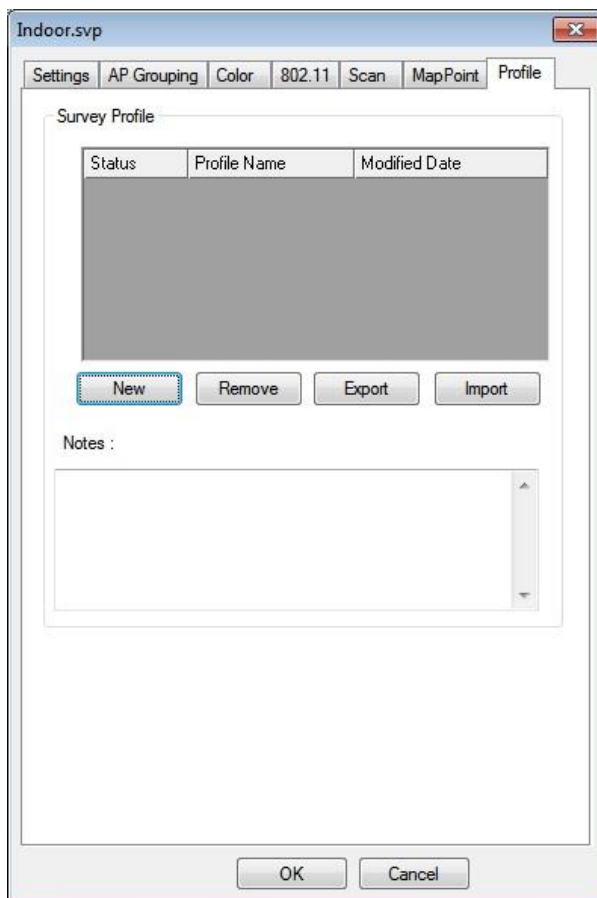 Indoor.svp
Settings AP Grouping Color 802.11 Scan MapPoint Profile
Survey Profile
Status Profile Name Modified Date
New Remove Export Import
Notes :
OK Cancel